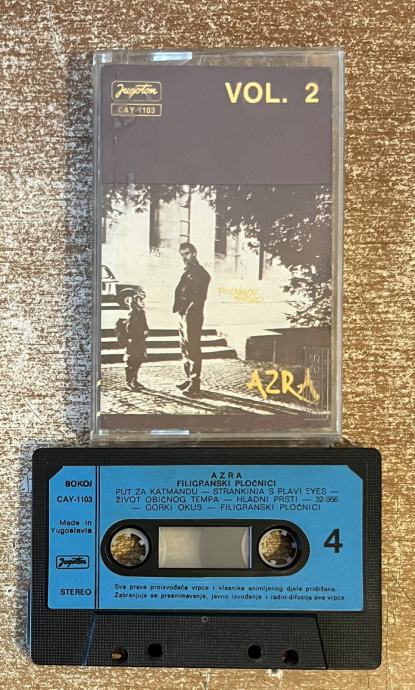 Jugoton
CAY-1103
VOL. 2
FILIGRANSKI
PLOČNICI
AZRA
SOKOJ
CAY-1103
Made in
Yugoslavia
Jugoton
STEREO
AZRA
FILIGRANSKI PLOČNICI
PUT ZA KATMANDU — STRANKINJA S PLAVI EYES —
ŽIVOT OBIČNOG TEMPA — HLADNI PRSTI — 32-956
— GORKI OKUS — FILIGRANSKI PLOČNICI
4
Sva prava proizvođača vrpce i vlasnika snimljenog djela pridržana.
Zabranjuje se presnimavanje, javno izvođenje i radio-difuzija ove vrpce